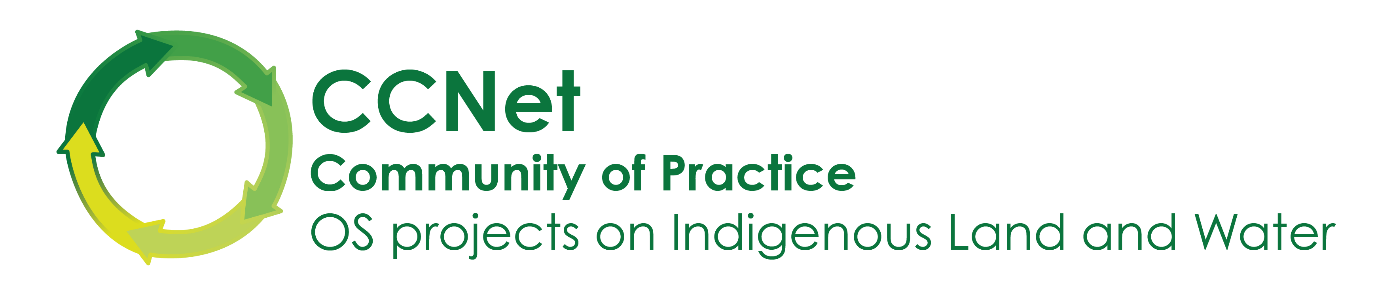 CCNet
Community of Practice
OS projects on Indigenous Land and Water